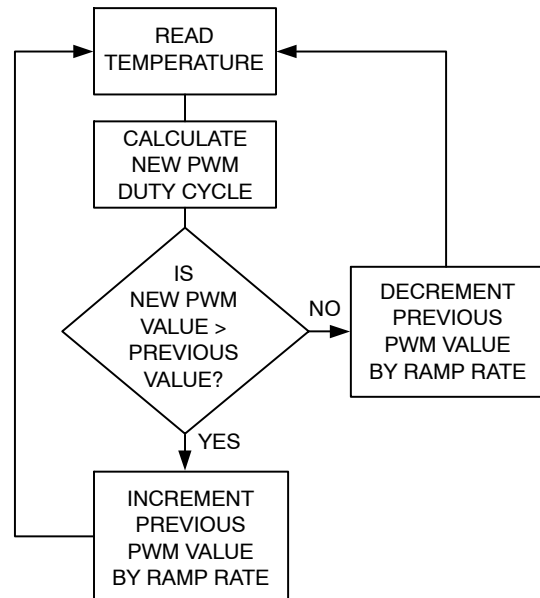 READ
TEMPERATURE
CALCULATE
NEW PWM
DUTY CYCLE
IS
NEW PWM
VALUE >
PREVIOUS
VALUE?
NO
DECREMENT
PREVIOUS
PWM VALUE
BY RAMP RATE
YES
INCREMENT
PREVIOUS
PWM VALUE
BY RAMP RATE